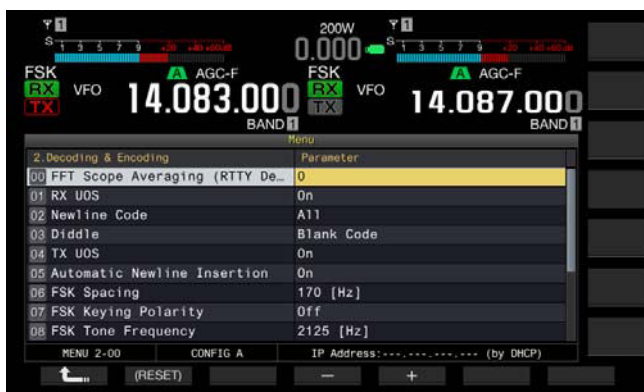 1 200W 1
S 1 3 5 7 9 +20 +40 +60dB 0.000 S 1 3 5 7 9 +20 +40 +60dB
FSK A AGC-F FSK A AGC-F
RX VFO 14.083.000 RX VFO 14.087.000
TX TX
BAND 1 BAND 1
Menu
2.Decoding & Encoding Parameter
00 FFT Scope Averaging (RTTY De… 0
01 RX UOS On
02 Newline Code All
03 Diddle Blank Code
04 TX UOS On
05 Automatic Newline Insertion On
06 FSK Spacing 170 [Hz]
07 FSK Keying Polarity Off
08 FSK Tone Frequency 2125 [Hz]
MENU 2-00 CONFIG A IP Address:---.---.---.--- (by DHCP)
(RESET) − +